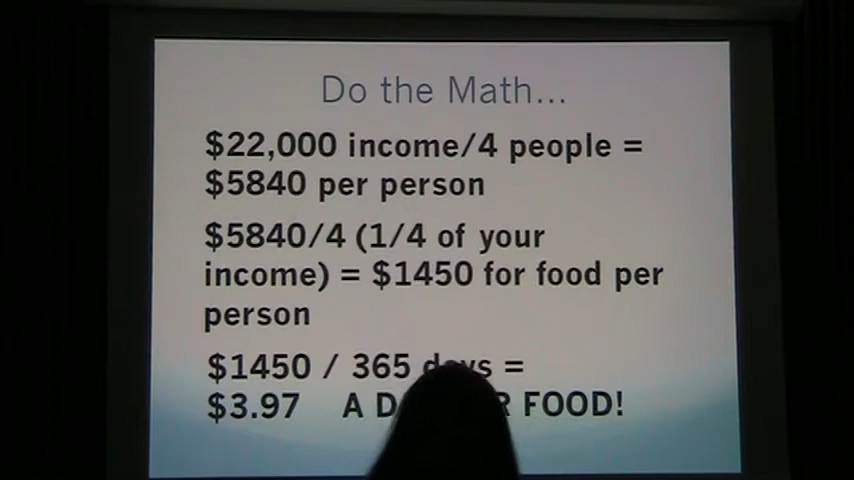 Do the Math...
$22,000 income/4 people =
$5840 per person
$5840/4 (1/4 of your
income) = $1450 for food per
person
$1450 / 365 days =
$3.97 A FOOD!